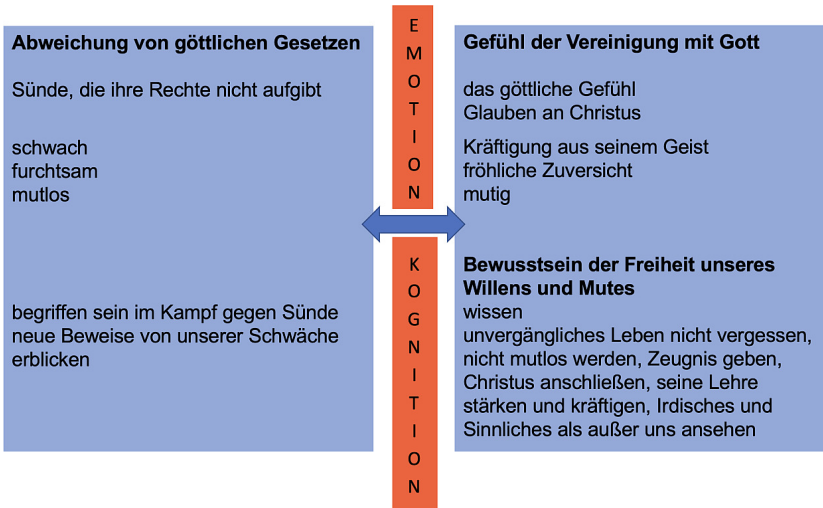 Abweichung von göttlichen Gesetzen
Sünde, die ihre Rechte nicht aufgibt
schwach
furchtsam
mutlos
begriffen sein im Kampf gegen Sünde
neue Beweise von unserer Schwäche
erblicken
EMOTION
KOGNITION
Gefühl der Vereinigung mit Gott
das göttliche Gefühl
Glauben an Christus
Kräftigung aus seinem Geist
fröhliche Zuversicht
mutig
Bewusstsein der Freiheit unseres
Willens und Mutes
wissen
unvergängliches Leben nicht vergessen,
nicht mutlos werden, Zeugnis geben,
Christus anschließen, seine Lehre
stärken und kräftigen, Irdisches und
Sinnliches als außer uns ansehen